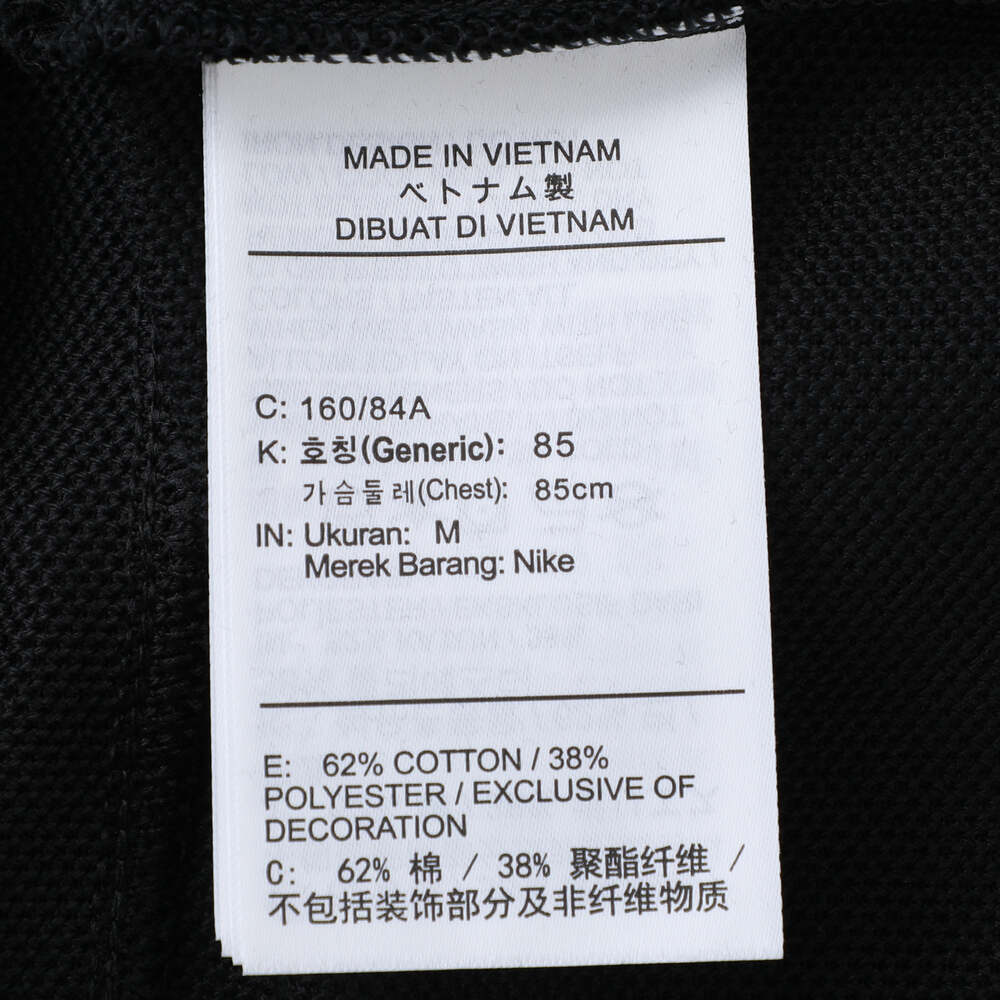 MADE IN VIETNAM
ベトナム製
DIBUAT DI VIETNAM
C: 160/84A
K: 호칭(Generic): 85
가슴둘레(Chest): 85cm
IN: Ukuran: M
Merek Barang: Nike
E: 62% COTTON / 38%
POLYESTER / EXCLUSIVE OF
DECORATION
C: 62% 棉 / 38% 聚酯纤维 /
不包括装饰部分及非纤维物质